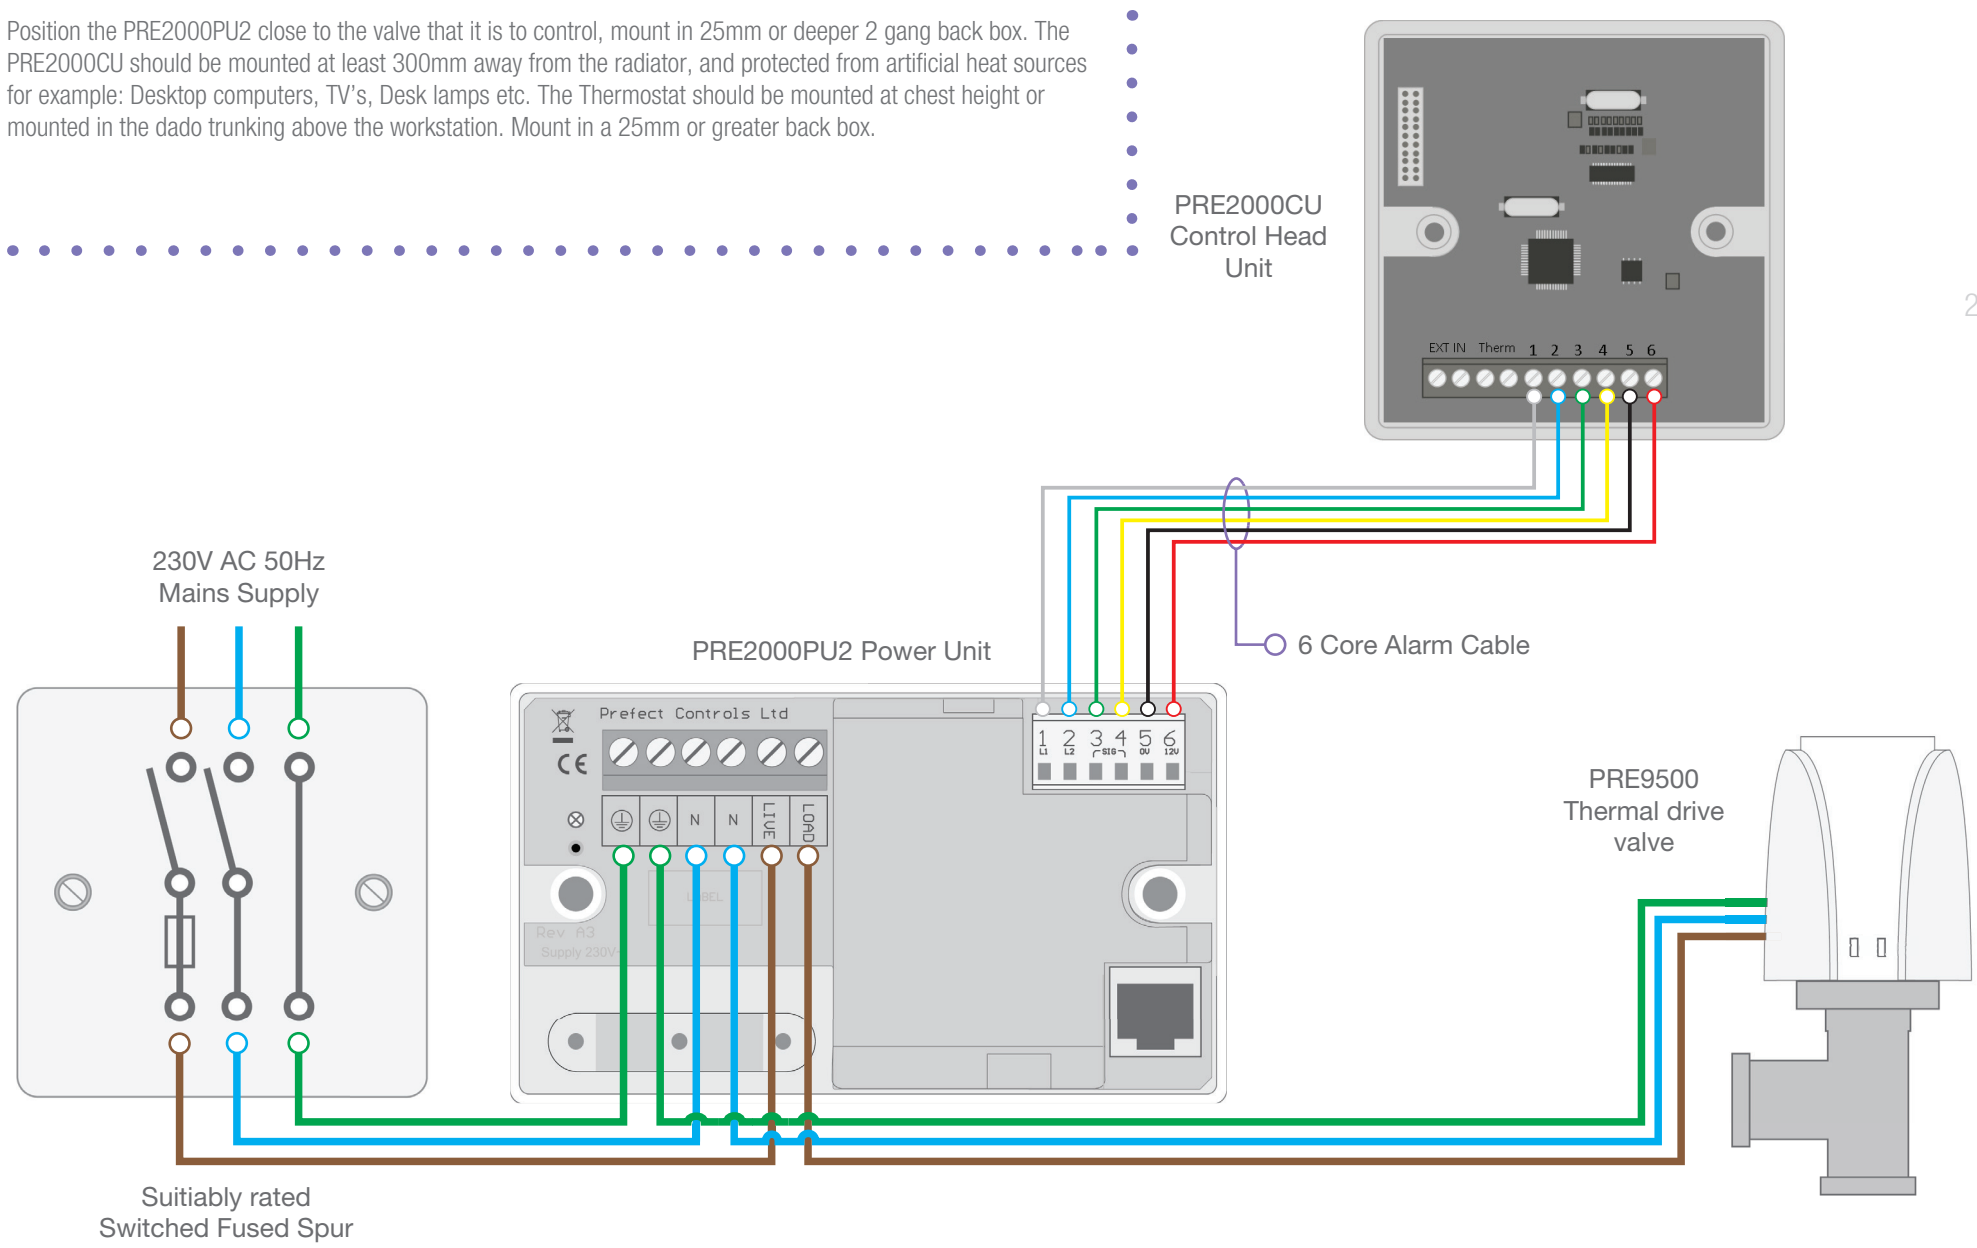 Position the PRE2000PU2 close to the valve that it is to control, mount in 25mm or deeper 2 gang back box. The
PRE2000CU should be mounted at least 300mm away from the radiator, and protected from artificial heat sources
for example: Desktop computers, TV's, Desk lamps etc. The Thermostat should be mounted at chest height or
mounted in the dado trunking above the workstation. Mount in a 25mm or greater back box.
PRE2000CU
Control Head
Unit
2
EXT IN Therm 1 2 3 4 5 6
230V AC 50Hz
Mains Supply
PRE2000PU2 Power Unit
6 Core Alarm Cable
Prefect Controls Ltd
CE
1 2 3 4 5 6
L1 L2 SIG 0V 12V
N N LIVE LOAD
LABEL
Rev A3
Supply 230V~
PRE9500
Thermal drive
valve
Suitiably rated
Switched Fused Spur